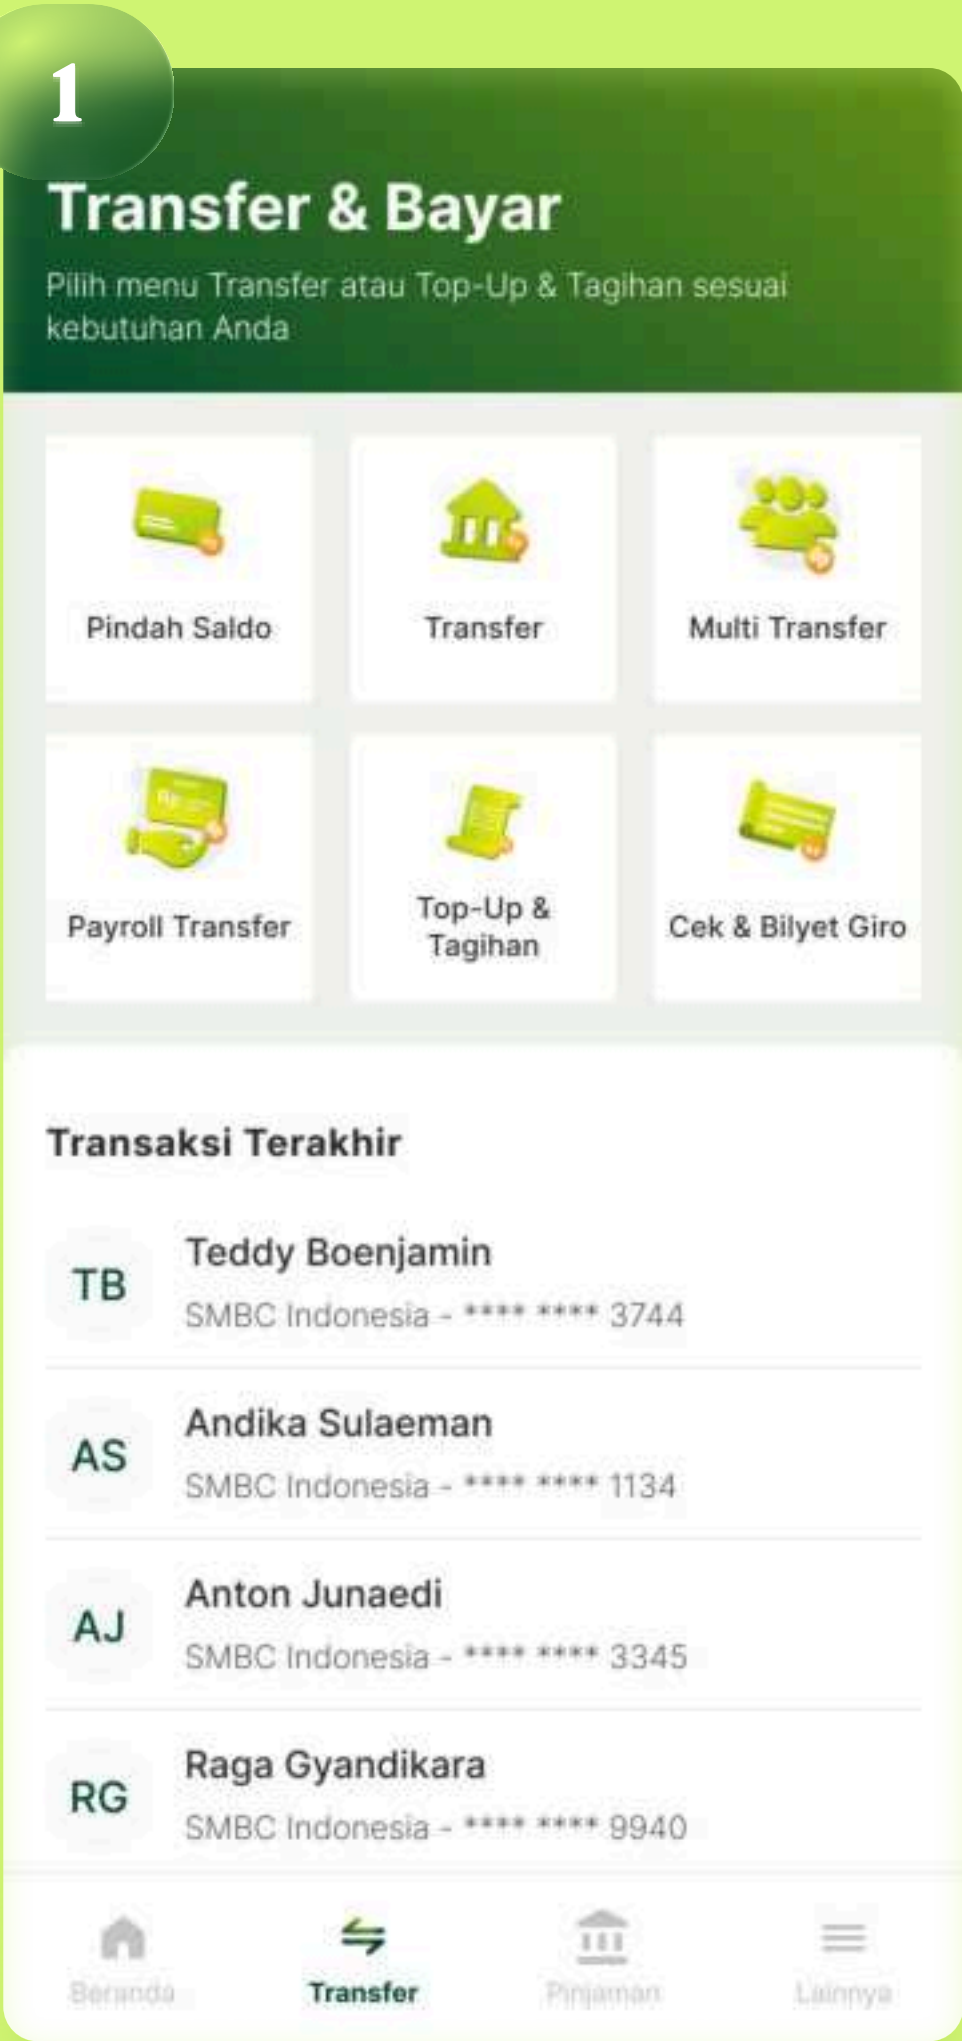 1
Transfer & Bayar
Pilih menu Transfer atau Top-Up & Tagihan sesuai
kebutuhan Anda
Pindah Saldo
Transfer
Multi Transfer
Payroll Transfer
Top-Up &
Tagihan
Cek & Bilyet Giro
Transaksi Terakhir
TB
Teddy Boenjamin
SMBC Indonesia - **** **** 3744
AS
Andika Sulaeman
SMBC Indonesia - **** **** 1134
AJ
Anton Junaedi
SMBC Indonesia - **** **** 3345
RG
Raga Gyandikara
SMBC Indonesia - **** **** 9940
Beranda
Transfer
Pinjaman
Lainnya